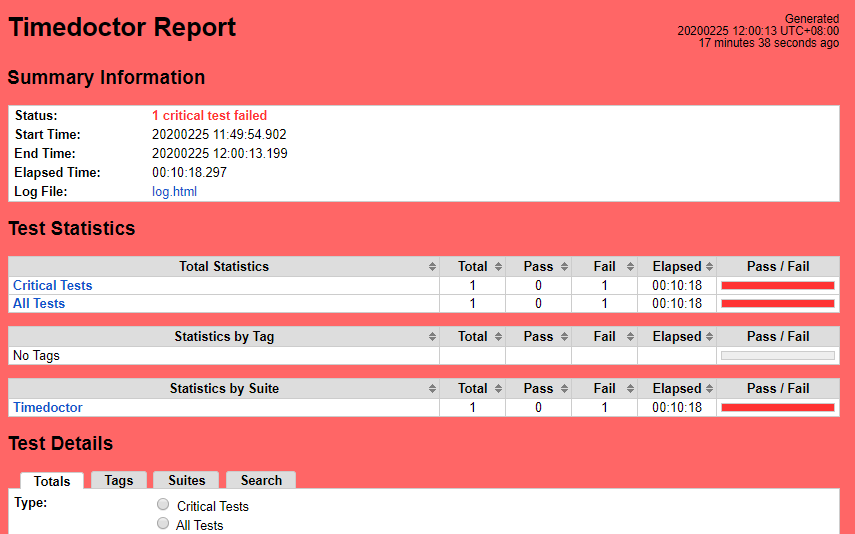 Timedoctor Report
Generated
20200225 12:00:13 UTC+08:00
17 minutes 38 seconds ago
Summary Information
Status: 1 critical test failed
Start Time: 20200225 11:49:54.902
End Time: 20200225 12:00:13.199
Elapsed Time: 00:10:18.297
Log File: log.html
Test Statistics
Total Statistics Total Pass Fail Elapsed Pass / Fail
Critical Tests 1 0 1 00:10:18
All Tests 1 0 1 00:10:18
Statistics by Tag Total Pass Fail Elapsed Pass / Fail
No Tags
Statistics by Suite Total Pass Fail Elapsed Pass / Fail
Timedoctor 1 0 1 00:10:18
Test Details
Totals Tags Suites Search
Type: Critical Tests
All Tests